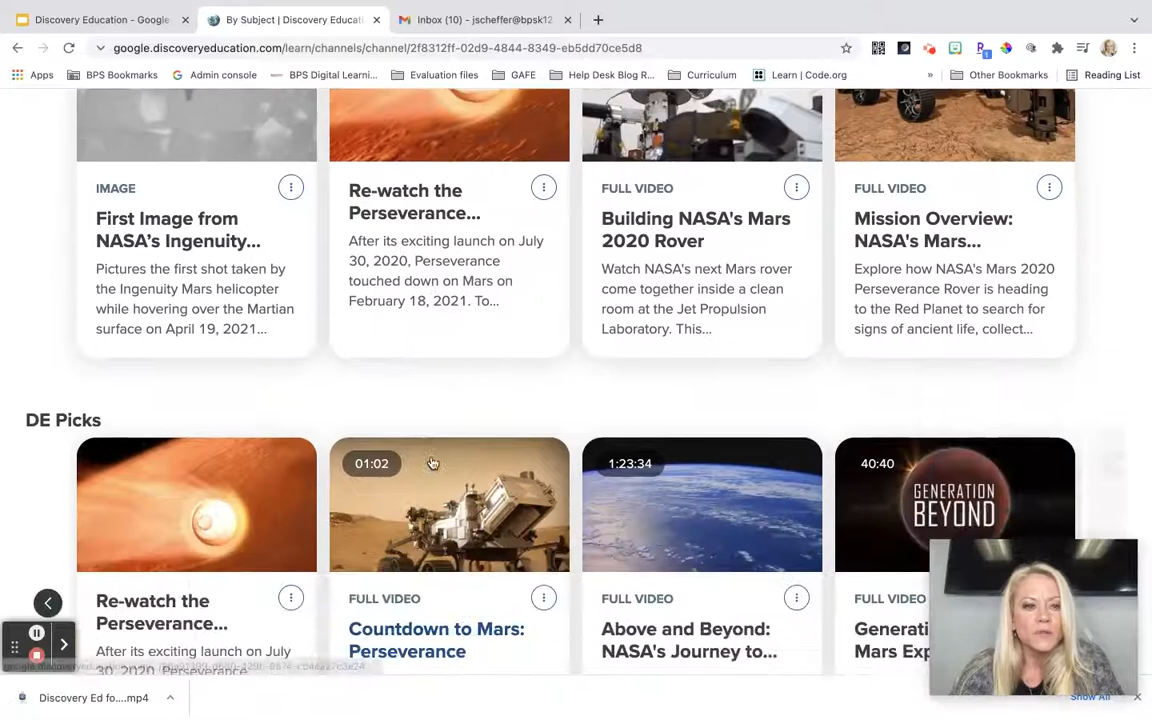 Discovery Education - Google
By Subject | Discovery Educati
Inbox (10) - jscheffer@bpsk12
google.discoveryeducation.com/learn/channels/channel/2f8312ff-02d9-4844-8349-eb5dd70ce5d8
Apps
BPS Bookmarks
Admin console
BPS Digital Learni...
Evaluation files
GAFE
Help Desk Blog R...
Curriculum
Learn | Code.org
»
Other Bookmarks
Reading List
IMAGE
First Image from
NASA's Ingenuity...
Pictures the first shot taken by
the Ingenuity Mars helicopter
while hovering over the Martian
surface on April 19, 2021...
Re-watch the
Perseverance...
After its exciting launch on July
30, 2020, Perseverance
touched down on Mars on
February 18, 2021. To...
FULL VIDEO
Building NASA's Mars
2020 Rover
Watch NASA's next Mars rover
come together inside a clean
room at the Jet Propulsion
Laboratory. This...
FULL VIDEO
Mission Overview:
NASA's Mars...
Explore how NASA's Mars 2020
Perseverance Rover is heading
to the Red Planet to search for
signs of ancient life, collect...
DE Picks
Re-watch the
Perseverance...
After its exciting launch on July
30, 2020, Perseverance
01:02
FULL VIDEO
Countdown to Mars:
Perseverance
1:23:34
FULL VIDEO
Above and Beyond:
NASA's Journey to...
40:40
GENERATION
BEYOND
FULL VIDEO
Generati
Mars Exp
Discovery Ed fo....mp4
Show All